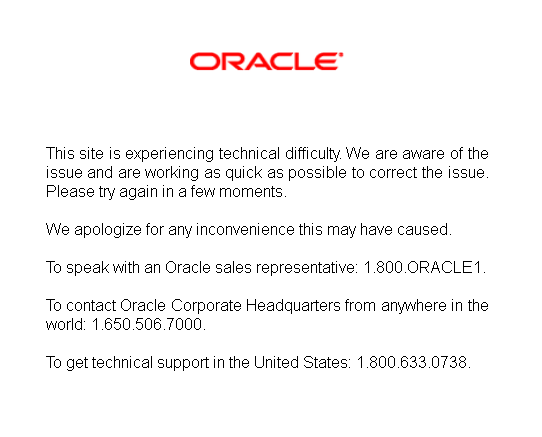 ORACLE®
This site is experiencing technical difficulty. We are aware of the
issue and are working as quick as possible to correct the issue.
Please try again in a few moments.
We apologize for any inconvenience this may have caused.
To speak with an Oracle sales representative: 1.800.ORACLE1.
To contact Oracle Corporate Headquarters from anywhere in the
world: 1.650.506.7000.
To get technical support in the United States: 1.800.633.0738.